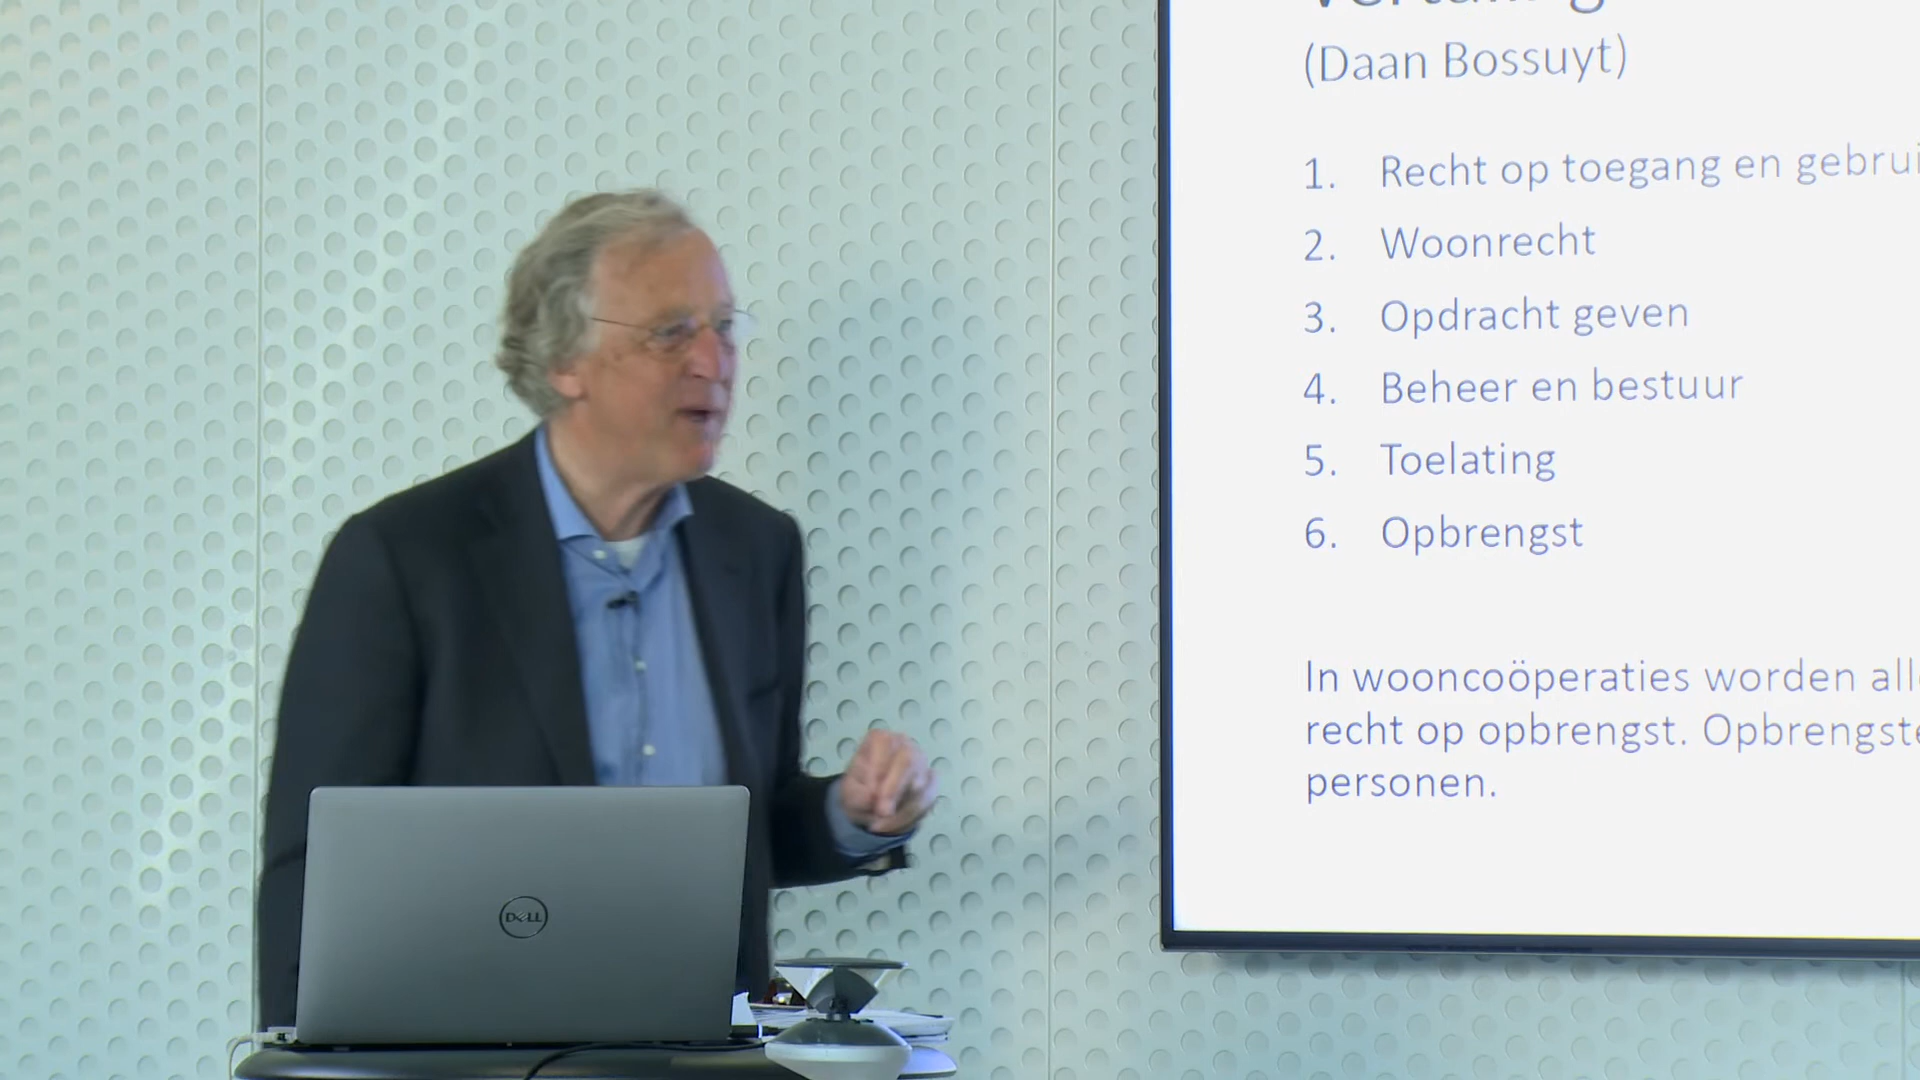 (Daan Bossuyt)
1. Recht op toegang en
2. Woonrecht
3. Opdracht geven
4. Beheer en bestuur
5. Toelating
6. Opbrengst
In wooncoöperaties worden
recht op opbrengst.
personen.
DELL